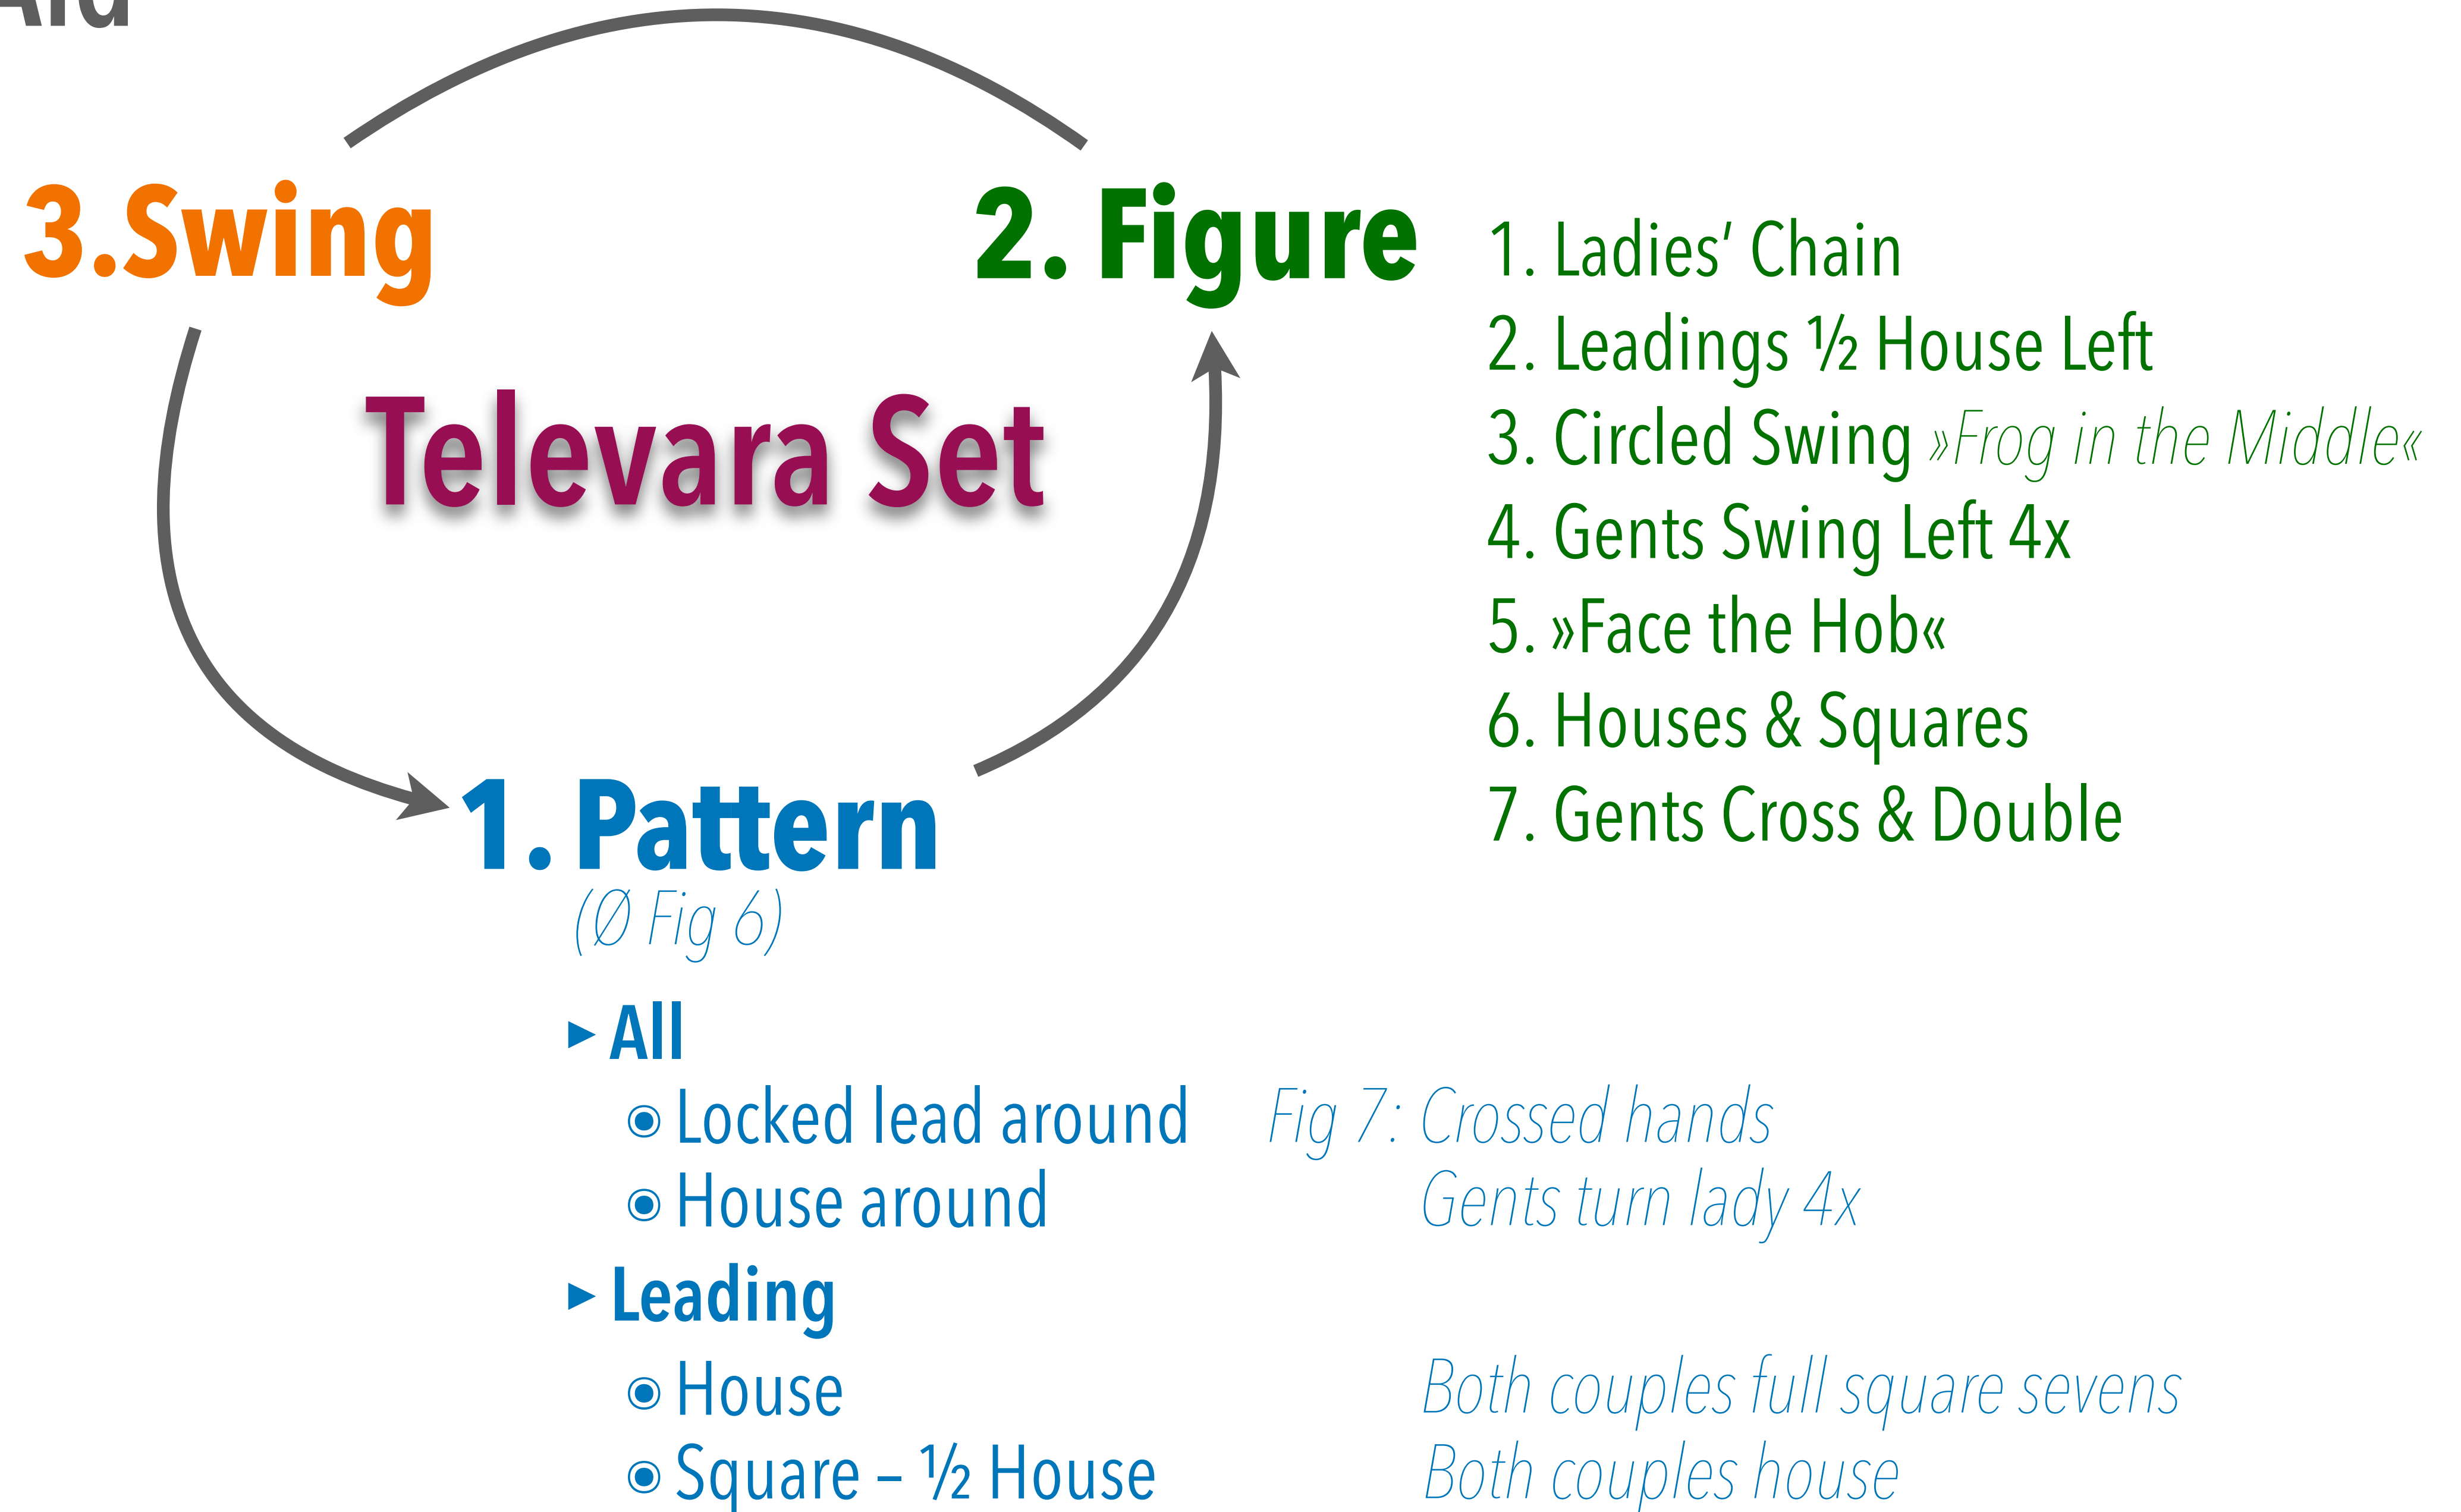 3.Swing
2. Figure
1. Ladies' Chain
2. Leadings ½ House Left
3. Circled Swing »Frog in the Middle«
4. Gents Swing Left 4x
5. »Face the Hob«
6. Houses & Squares
7. Gents Cross & Double
Televara Set
1. Pattern
(Ø Fig 6)
▸ All
◉ Locked lead around Fig 7: Crossed hands
◉ House around Gents turn lady 4x
▸ Leading
◉ House Both couples full square sevens
◉ Square – ½ House Both couples house